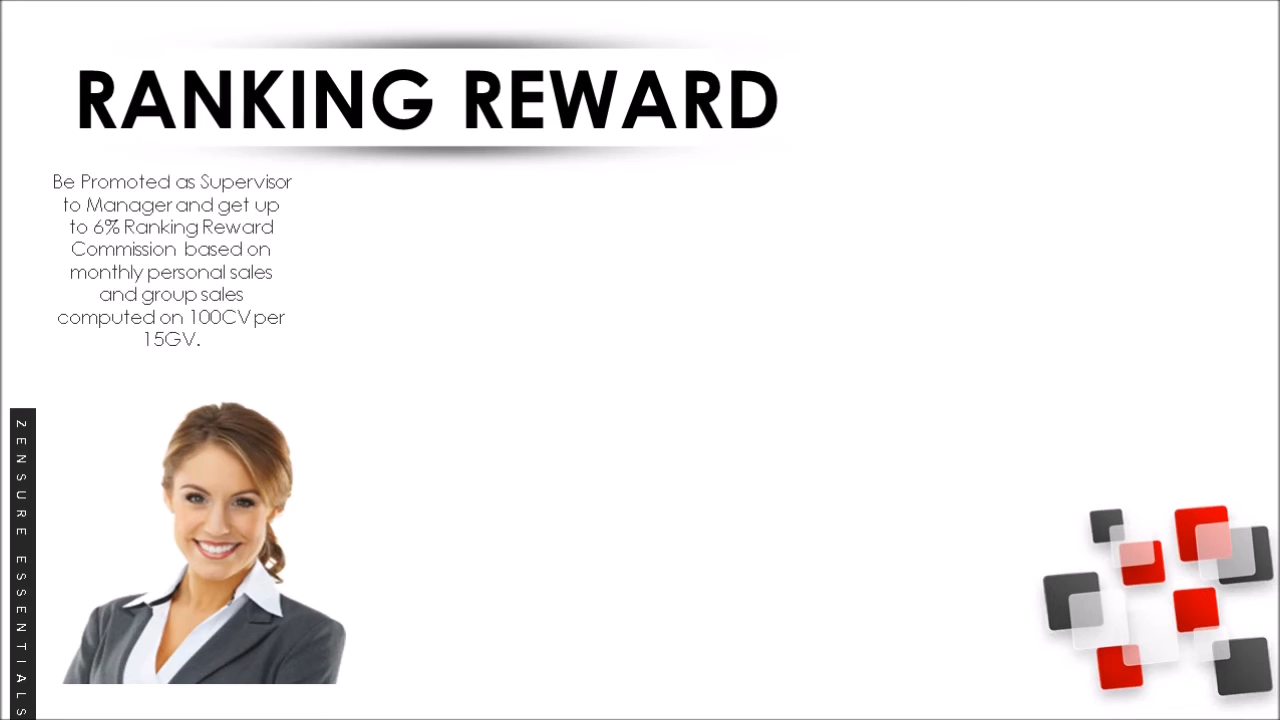 RANKING REWARD
Be Promoted as Supervisor
to Manager and get up
to 6% Ranking Reward
Commission based on
monthly personal sales
and group sales
computed on 100CV per
15GV.
ZENSURE ESSENTIALS